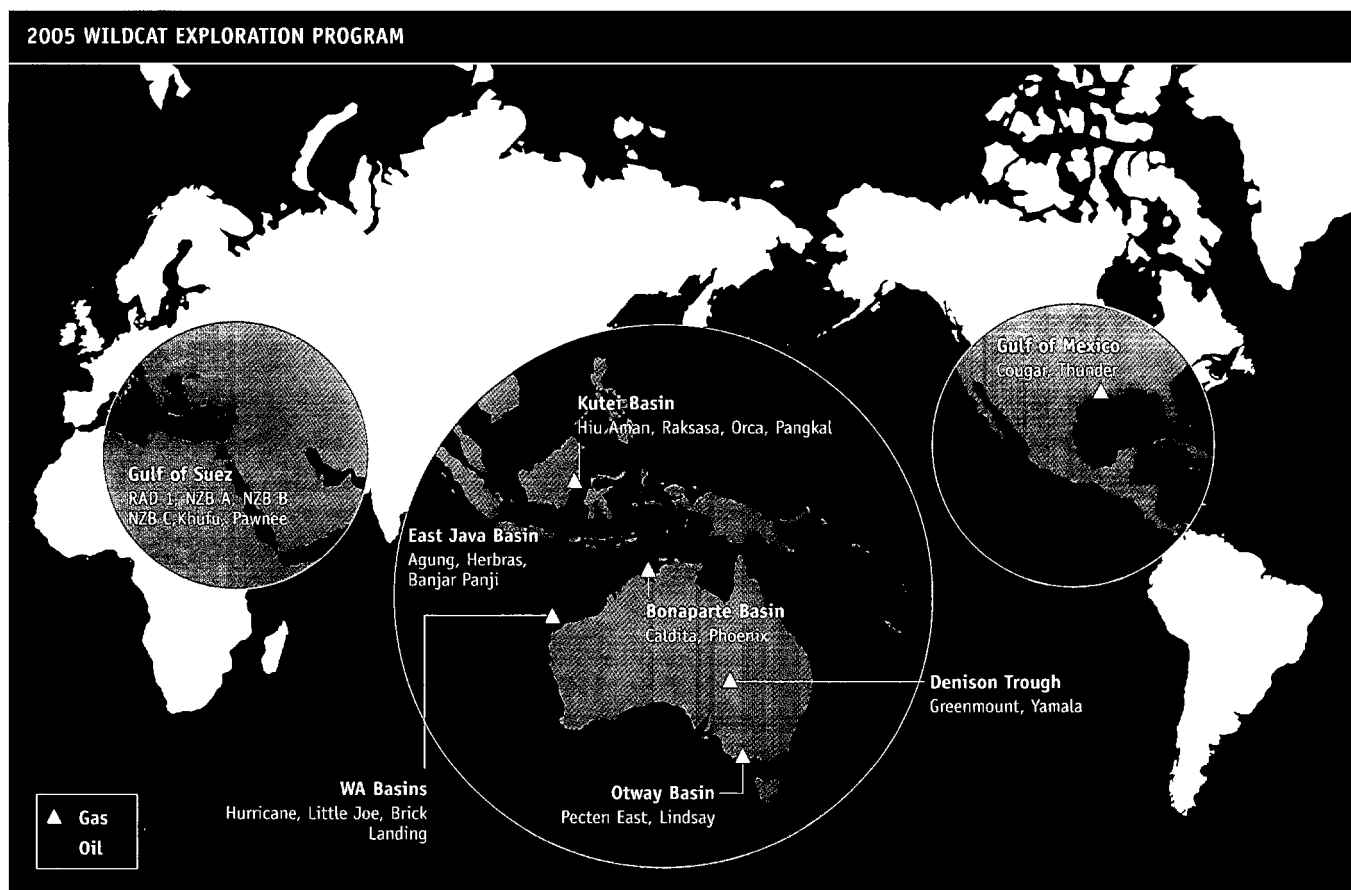 2005 WILDCAT EXPLORATION PROGRAM
Gulf of Mexico
Cougar, Thunder
Kutei Basin
Hiu Aman, Raksasa, Orca, Pangkal
Gulf of Suez
RAD 1, NZB A, NZB B
NZB C,Khufu, Pawnee
East Java Basin
Agung, Herbras,
Banjar Panji
Bonaparte Basin
Caldita, Phoenix
Denison Trough
Greenmount, Yamala
WA Basins
Hurricane, Little Joe, Brick
Landing
Otway Basin
Pecten East, Lindsay
Gas
Oil